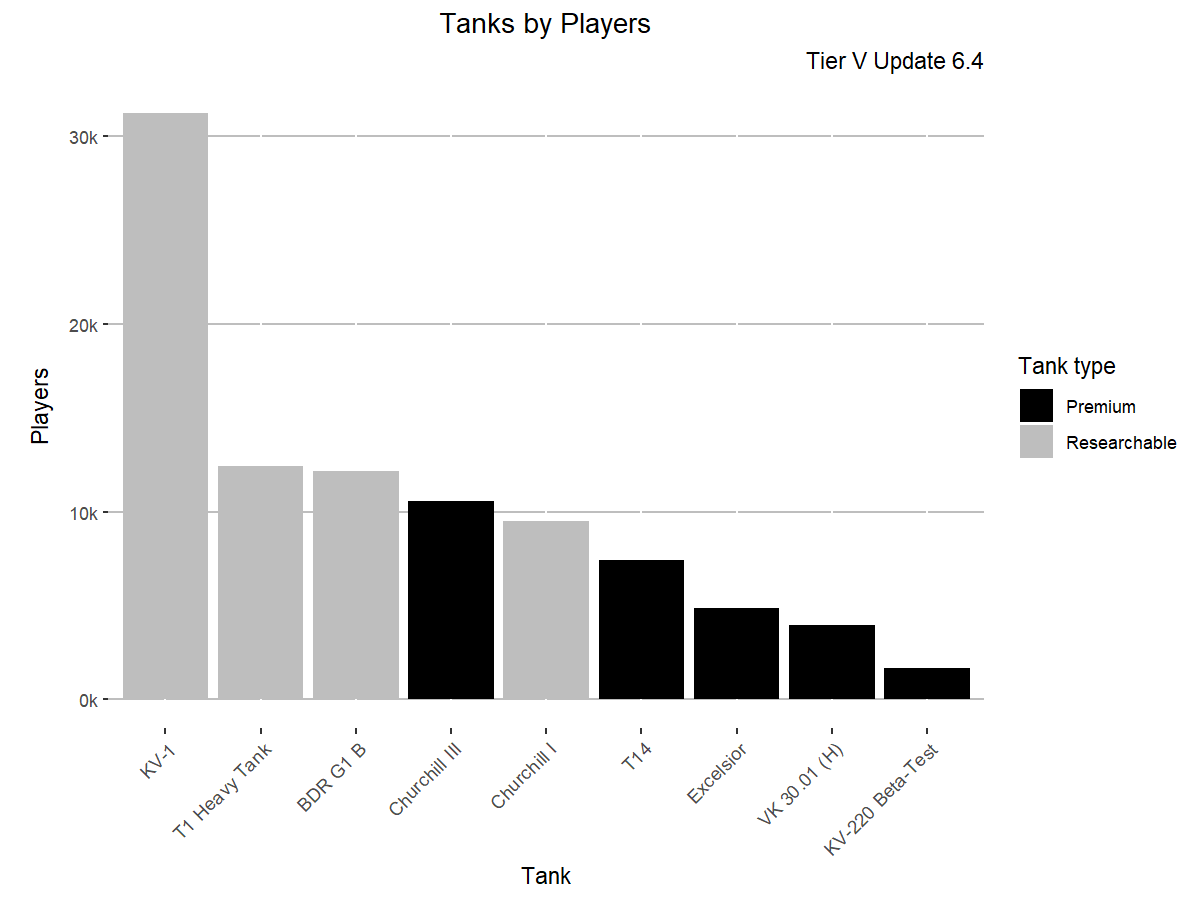 Tanks by Players
Tier V Update 6.4
Players
30k
20k
10k
0k
KV-1
T1 Heavy Tank
BDR G1 B
Churchill III
Churchill I
T14
Excelsior
VK 30.01 (H)
KV-220 Beta-Test
Tank
Tank type
Premium
Researchable